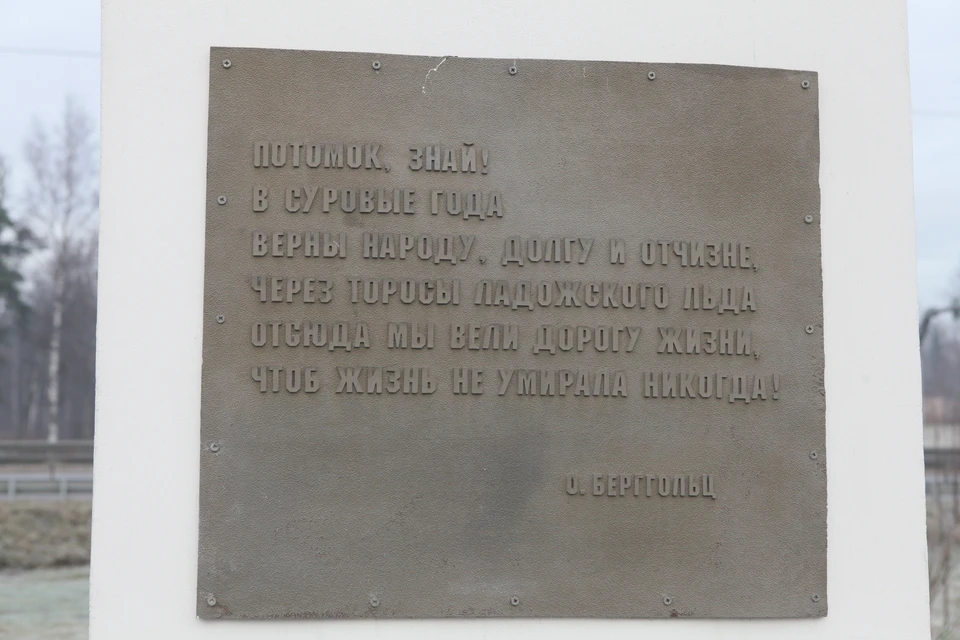 ПОТОМОК, ЗНАЙ!
В СУРОВЫЕ ГОДА
ВЕРНЫ НАРОДУ, ДОЛГУ И ОТЧИЗНЕ,
ЧЕРЕЗ ТОРОСЫ ЛАДОЖСКОГО ЛЬДА
ОТСЮДА МЫ ВЕЛИ ДОРОГУ ЖИЗНИ,
ЧТОБ ЖИЗНЬ НЕ УМИРАЛА НИКОГДА!
О. БЕРГГОЛЬЦ